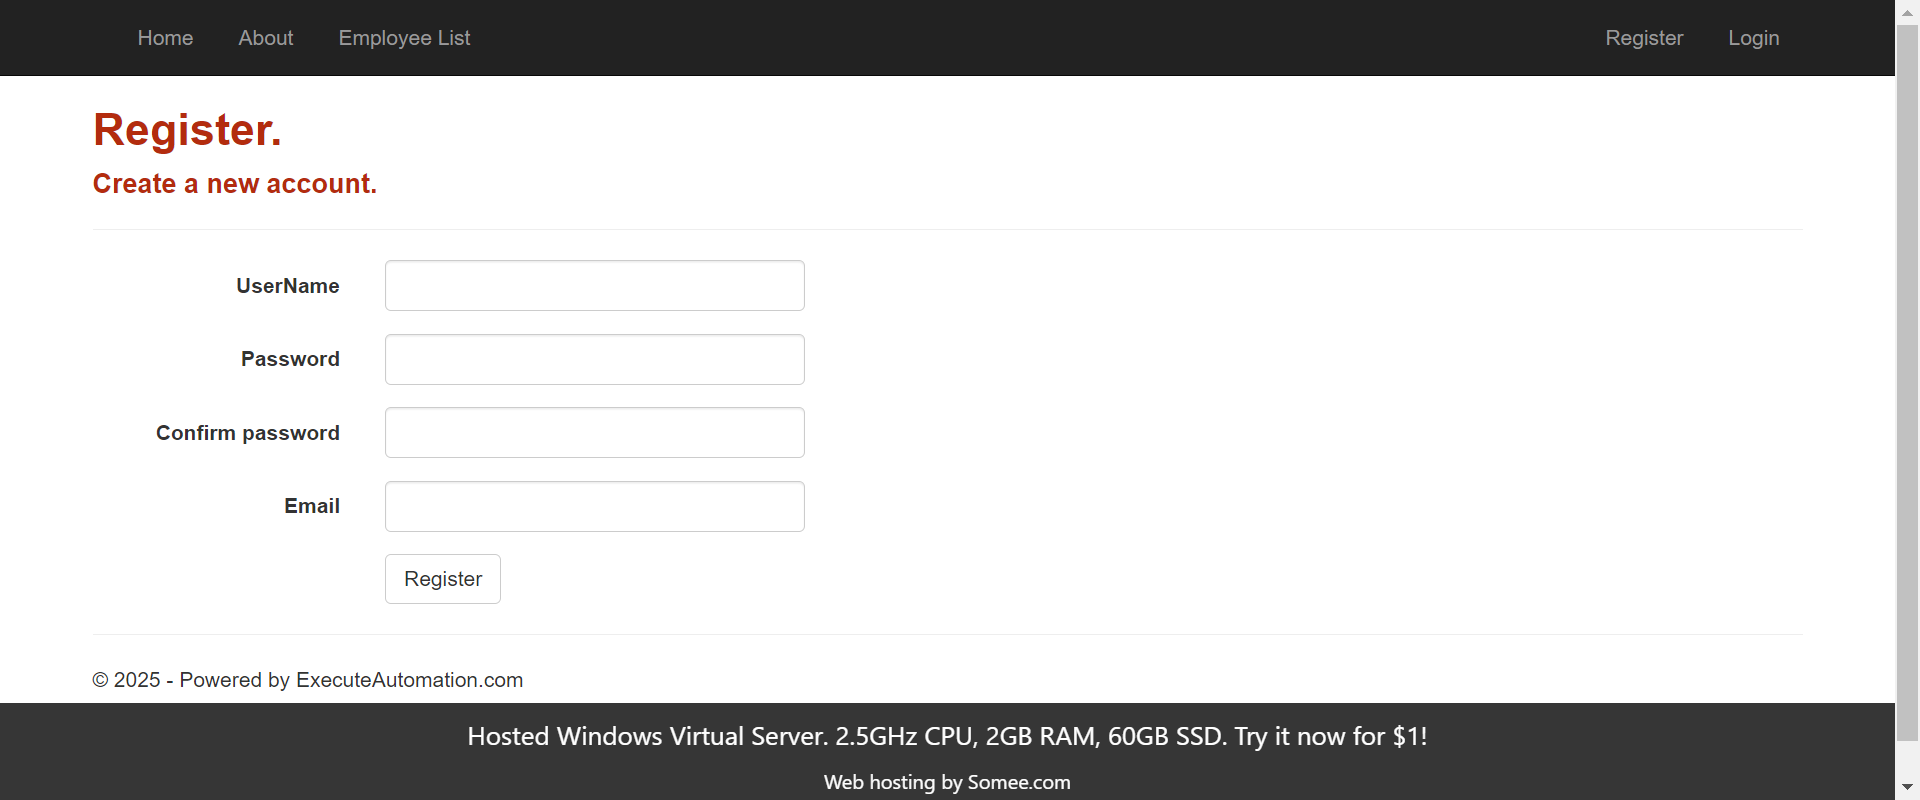 Home About Employee List Register Login
Register.
Create a new account.
UserName
Password
Confirm password
Email
Register
© 2025 - Powered by ExecuteAutomation.com
Hosted Windows Virtual Server. 2.5GHz CPU, 2GB RAM, 60GB SSD. Try it now for $1!
Web hosting by Somee.com